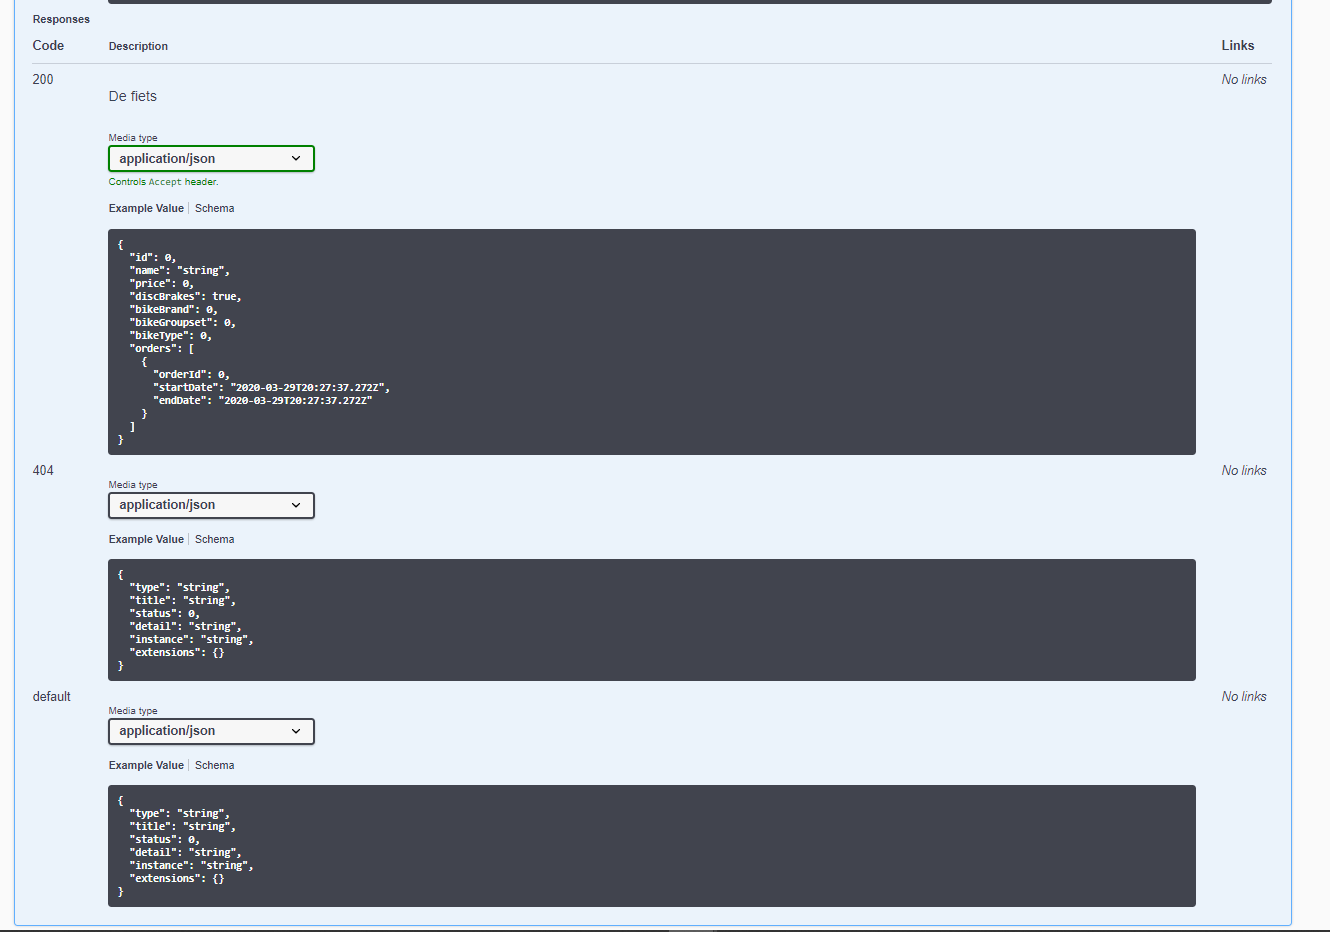 Responses
Code Description Links
200 No links
De fiets
Media type
application/json
Controls Accept header.
Example Value Schema
{
"id": 0,
"name": "string",
"price": 0,
"discBrakes": true,
"bikeBrand": 0,
"bikeGroupset": 0,
"bikeType": 0,
"orders": [
{
"orderId": 0,
"startDate": "2020-03-29T20:27:37.272Z",
"endDate": "2020-03-29T20:27:37.272Z"
}
]
}
404 No links
Media type
application/json
Example Value Schema
{
"type": "string",
"title": "string",
"status": 0,
"detail": "string",
"instance": "string",
"extensions": {}
}
default No links
Media type
application/json
Example Value Schema
{
"type": "string",
"title": "string",
"status": 0,
"detail": "string",
"instance": "string",
"extensions": {}
}